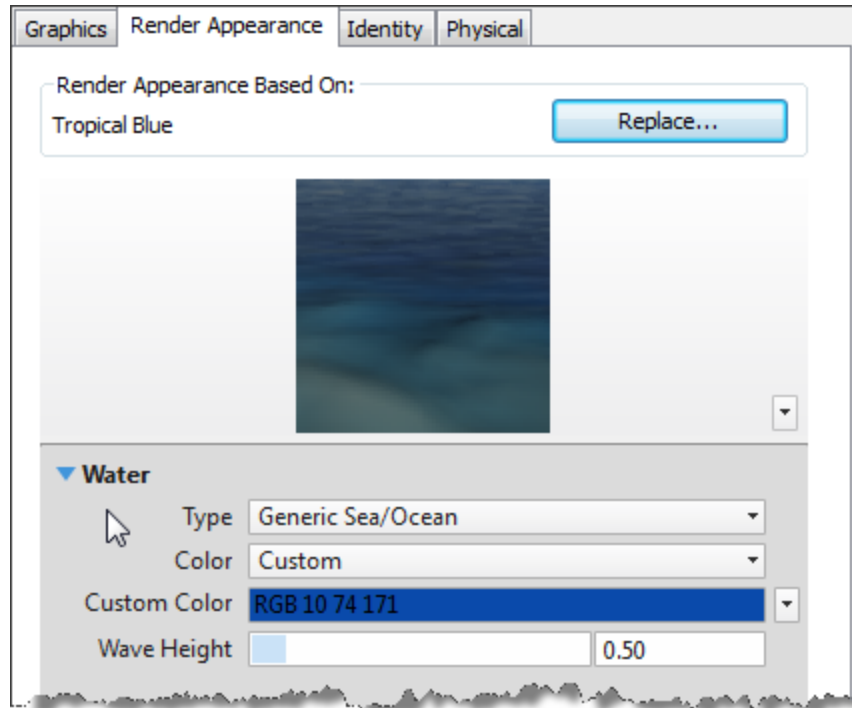 Graphics Render Appearance Identity Physical
Render Appearance Based On:
Tropical Blue Replace...
Water
Type Generic Sea/Ocean
Color Custom
Custom Color RGB 10 74 171
Wave Height 0.50